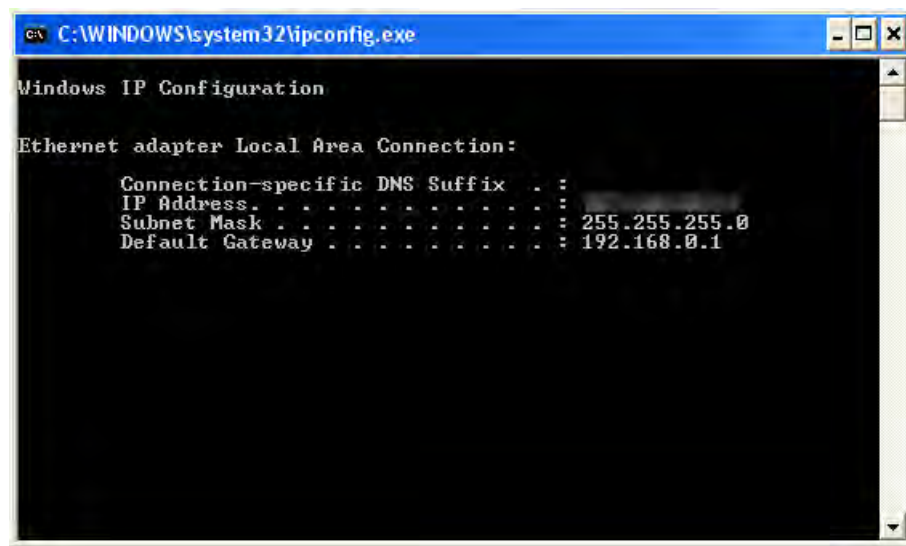 C:\WINDOWS\system32\ipconfig.exe
Windows IP Configuration
Ethernet adapter Local Area Connection:
Connection-specific DNS Suffix . :
IP Address. . . . . . . . . . . . :
Subnet Mask . . . . . . . . . . . : 255.255.255.0
Default Gateway . . . . . . . . . : 192.168.0.1